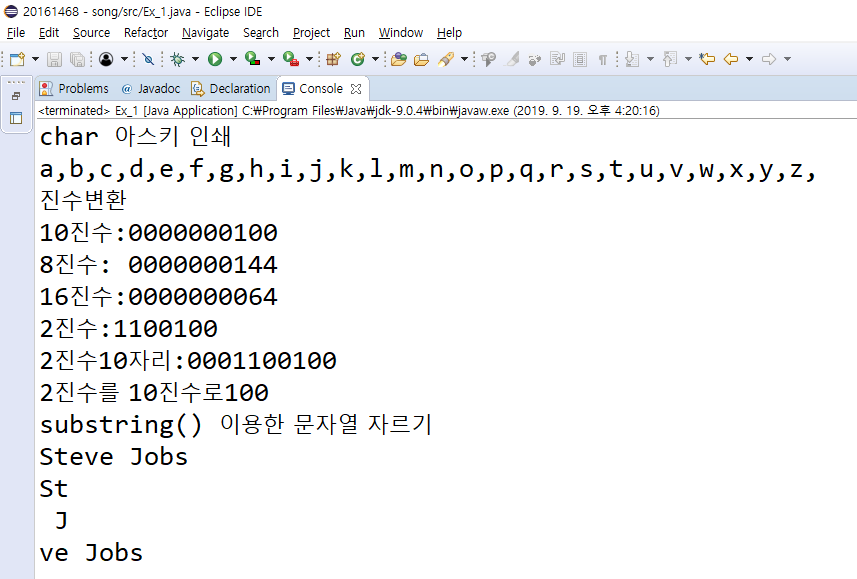 20161468 - song/src/Ex_1.java - Eclipse IDE
File Edit Source Refactor Navigate Search Project Run Window Help
Problems @ Javadoc Declaration Console
<terminated> Ex_1 [Java Application] C:₩Program Files₩Java₩jdk-9.0.4₩bin₩javaw.exe (2019. 9. 19. 오후 4:20:16)
char 아스키 인쇄
a,b,c,d,e,f,g,h,i,j,k,l,m,n,o,p,q,r,s,t,u,v,w,x,y,z,
진수변환
10진수:0000000100
8진수: 0000000144
16진수:0000000064
2진수:1100100
2진수10자리:0001100100
2진수를 10진수로100
substring() 이용한 문자열 자르기
Steve Jobs
St
 J
ve Jobs